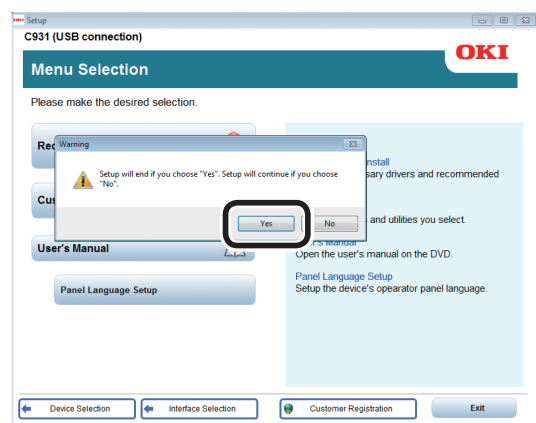 OKI Setup
C931 (USB connection)
OKI
Menu Selection
Please make the desired selection.
Warning
Setup will end if you choose "Yes". Setup will continue if you choose
"No".
Yes
No
User's Manual
Panel Language Setup
nstall
sary drivers and recommended
and utilities you select.
Open the user's manual on the DVD.
Panel Language Setup
Setup the device's opearator panel language.
Device Selection
Interface Selection
Customer Registration
Exit